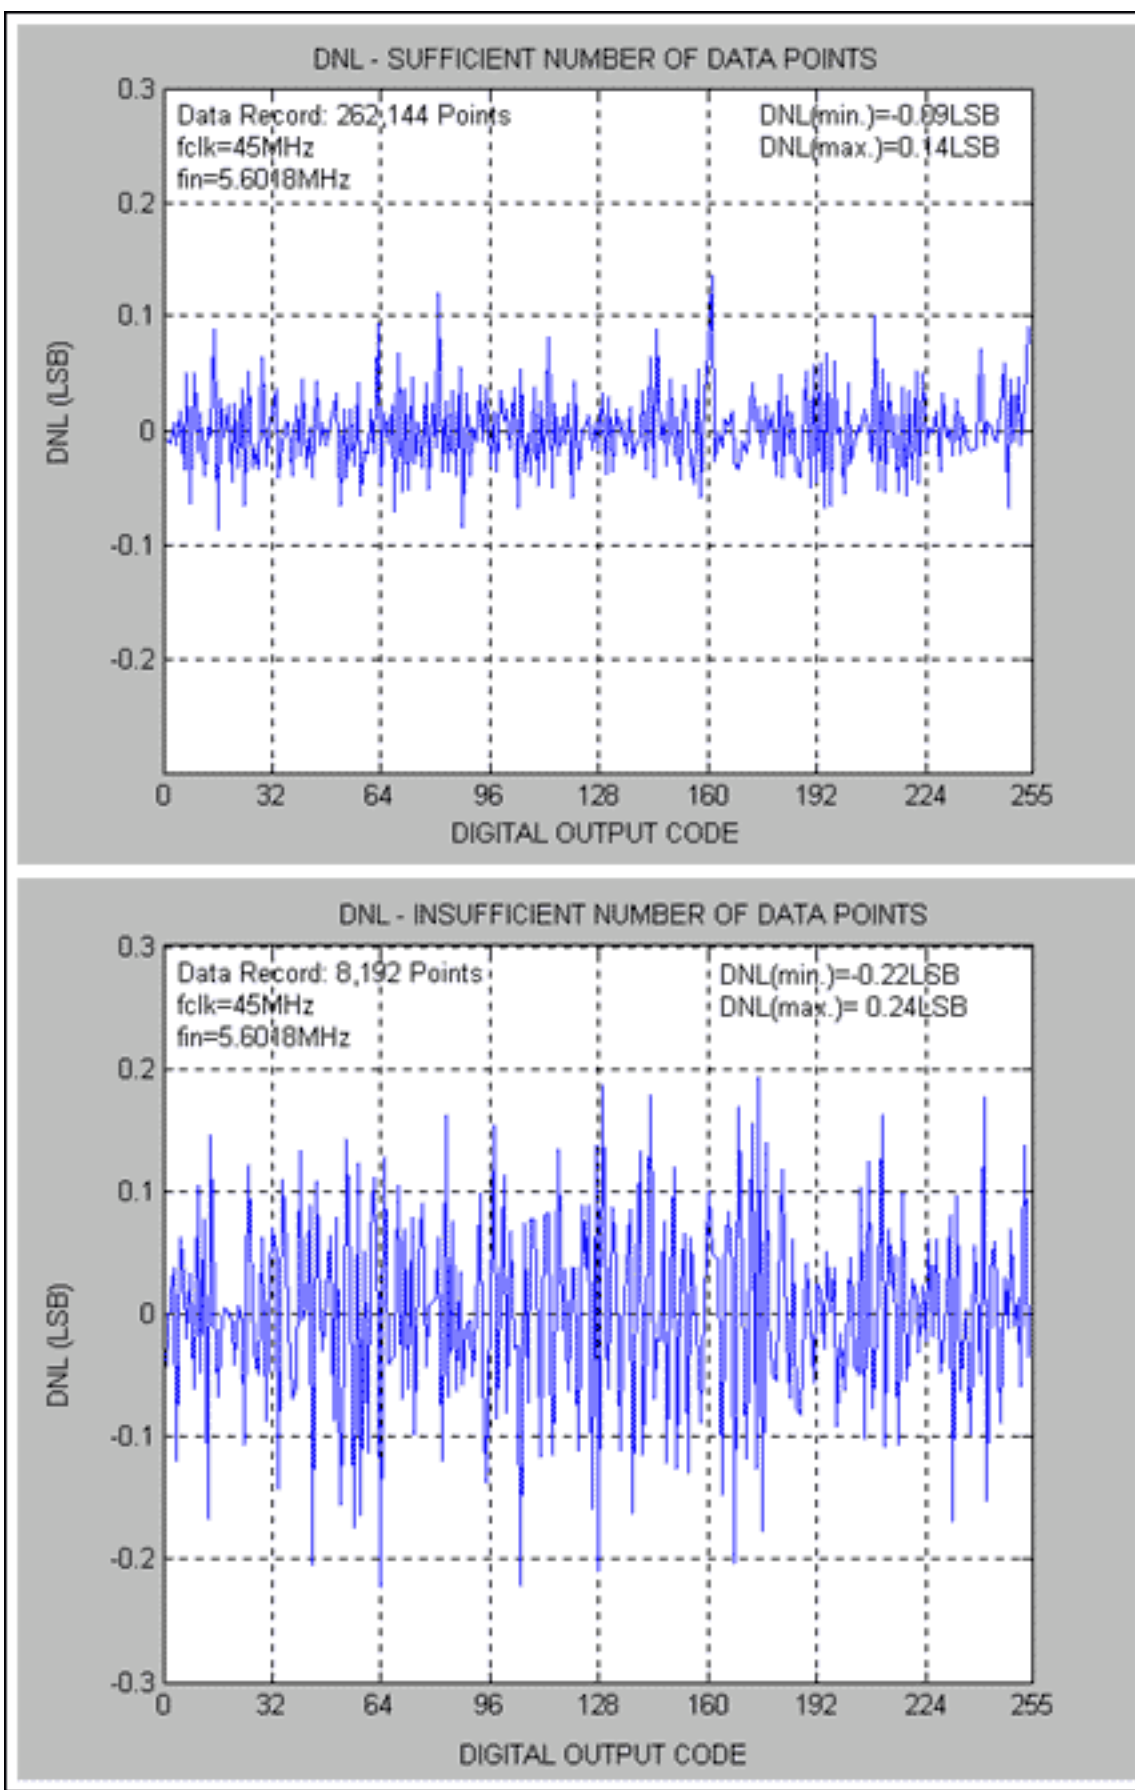 DNL - SUFFICIENT NUMBER OF DATA POINTS
Data Record: 262,144 Points
fclk=45MHz
fin=5.6018MHz
DNL(min.)=-0.09LSB
DNL(max.)=0.14LSB
DNL (LSB)
0.3
0.2
0.1
0
-0.1
-0.2
0 32 64 96 128 160 192 224 255
DIGITAL OUTPUT CODE
DNL - INSUFFICIENT NUMBER OF DATA POINTS
Data Record: 8,192 Points
fclk=45MHz
fin=5.6018MHz
DNL(min.)=-0.22LSB
DNL(max.)= 0.24LSB
DNL (LSB)
0.3
0.2
0.1
0
-0.1
-0.2
-0.3
0 32 64 96 128 160 192 224 255
DIGITAL OUTPUT CODE